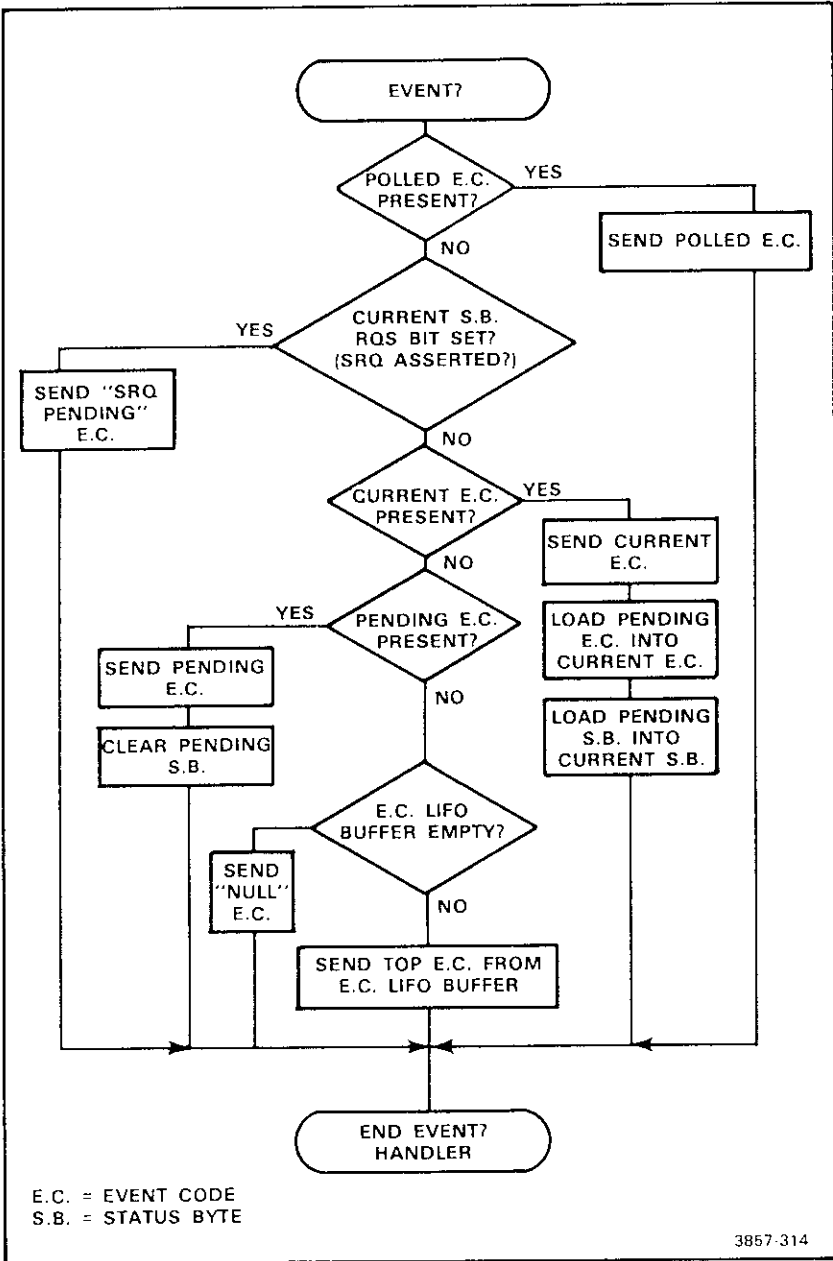 EVENT?
POLLED E.C.
PRESENT?
YES
SEND POLLED E.C.
NO
CURRENT S.B.
RQS BIT SET?
(SRQ ASSERTED?)
YES
SEND "SRQ
PENDING"
E.C.
NO
CURRENT E.C.
PRESENT?
YES
SEND CURRENT
E.C.
LOAD PENDING
E.C. INTO
CURRENT E.C.
LOAD PENDING
S.B. INTO
CURRENT S.B.
NO
PENDING E.C.
PRESENT?
YES
SEND PENDING
E.C.
CLEAR PENDING
S.B.
NO
E.C. LIFO
BUFFER EMPTY?
SEND
"NULL"
E.C.
NO
SEND TOP E.C. FROM
E.C. LIFO BUFFER
END EVENT?
HANDLER
E.C. = EVENT CODE
S.B. = STATUS BYTE
3857-314